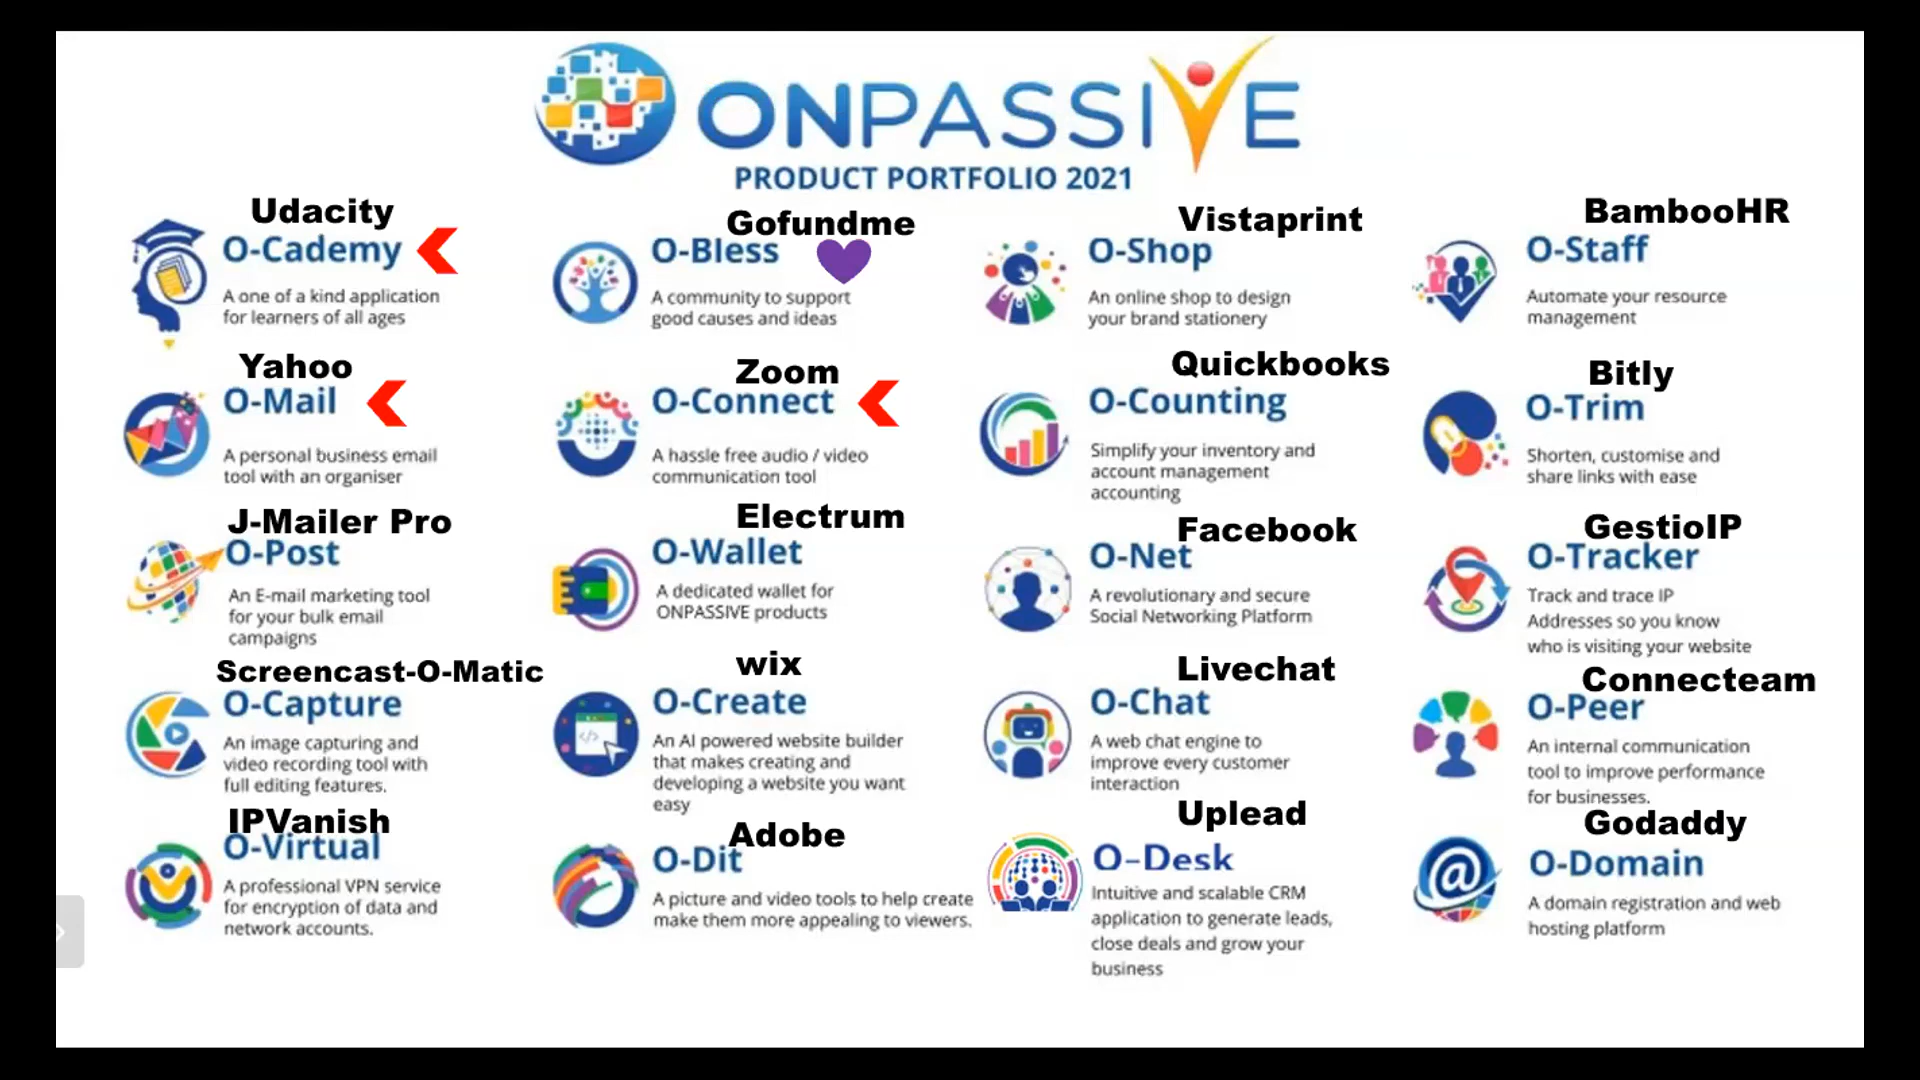 ONPASSIVE
PRODUCT PORTFOLIO 2021
Udacity
O-Cademy
A one of a kind application
for learners of all ages
Gofundme
O-Bless
A community to support
good causes and ideas
Vistaprint
O-Shop
An online shop to design
your brand stationery
BambooHR
O-Staff
Automate your resource
management
Yahoo
O-Mail
A personal business email
tool with an organiser
Zoom
O-Connect
A hassle free audio / video
communication tool
Quickbooks
O-Counting
Simplify your inventory and
account management
accounting
Bitly
O-Trim
Shorten, customise and
share links with ease
J-Mailer Pro
O-Post
An E-mail marketing tool
for your bulk email
campaigns
Electrum
O-Wallet
A dedicated wallet for
ONPASSIVE products
Facebook
O-Net
A revolutionary and secure
Social Networking Platform
GestioIP
O-Tracker
Track and trace IP
Addresses so you know
who is visiting your website
Screencast-O-Matic
O-Capture
An image capturing and
video recording tool with
full editing features.
wix
O-Create
An AI powered website builder
that makes creating and
developing a website you want
easy
Livechat
O-Chat
A web chat engine to
improve every customer
interaction
Connecteam
O-Peer
An internal communication
tool to improve performance
for businesses.
IPVanish
O-Virtual
A professional VPN service
for encryption of data and
network accounts.
Adobe
O-Dit
A picture and video tools to help create
make them more appealing to viewers.
Uplead
O-Desk
Intuitive and scalable CRM
application to generate leads,
close deals and grow your
business
Godaddy
O-Domain
A domain registration and web
hosting platform